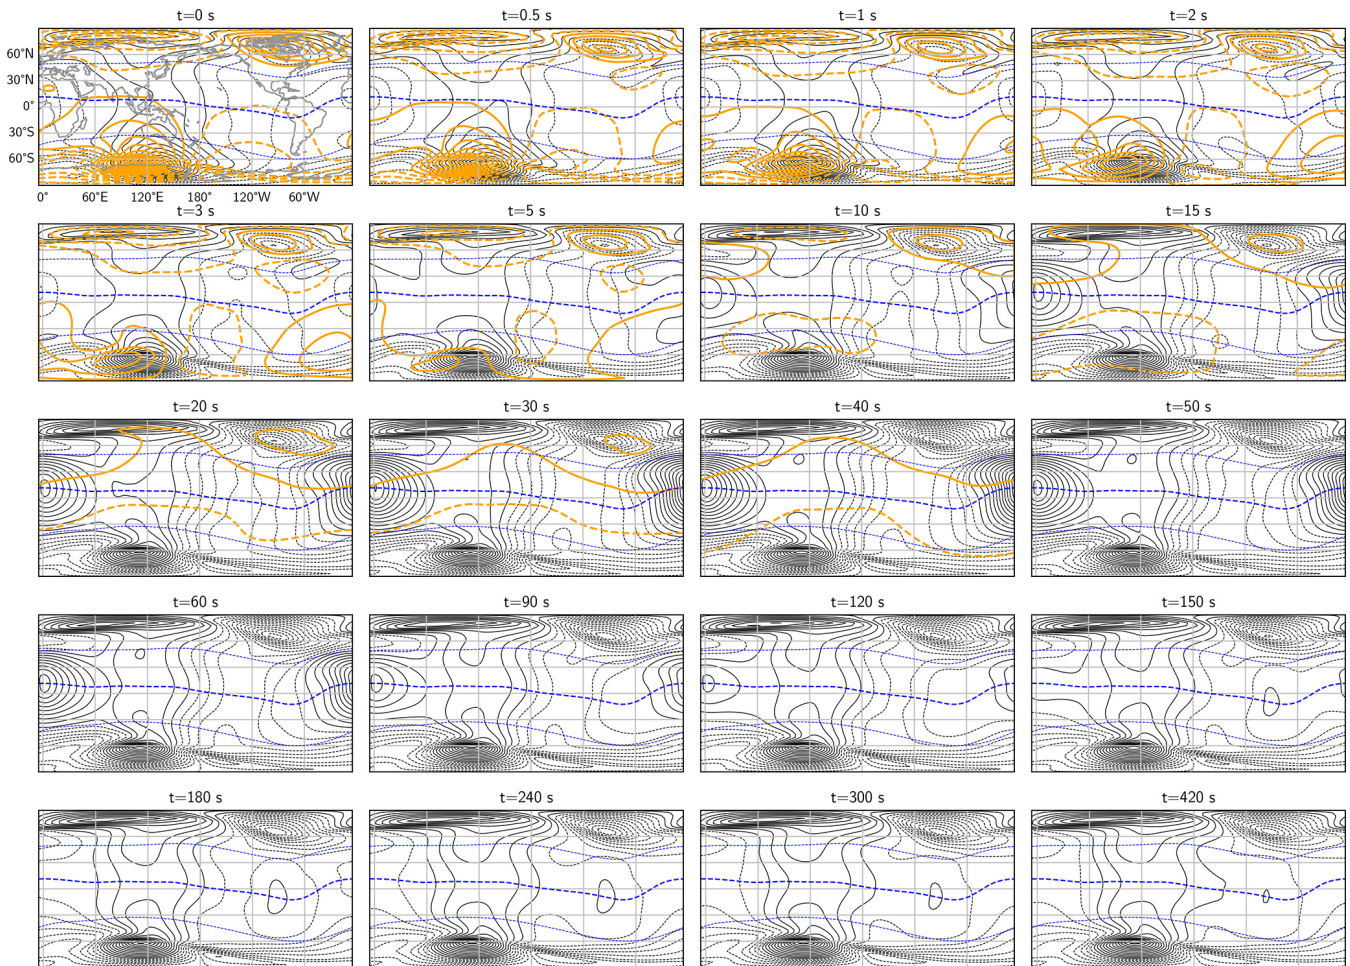 t=0 s
t=0.5 s
t=1 s
t=2 s
60°N
30°N
0°
30°S
60°S
0°
60°E
120°E
180°
120°W
60°W
t=3 s
t=5 s
t=10 s
t=15 s
t=20 s
t=30 s
t=40 s
t=50 s
t=60 s
t=90 s
t=120 s
t=150 s
t=180 s
t=240 s
t=300 s
t=420 s